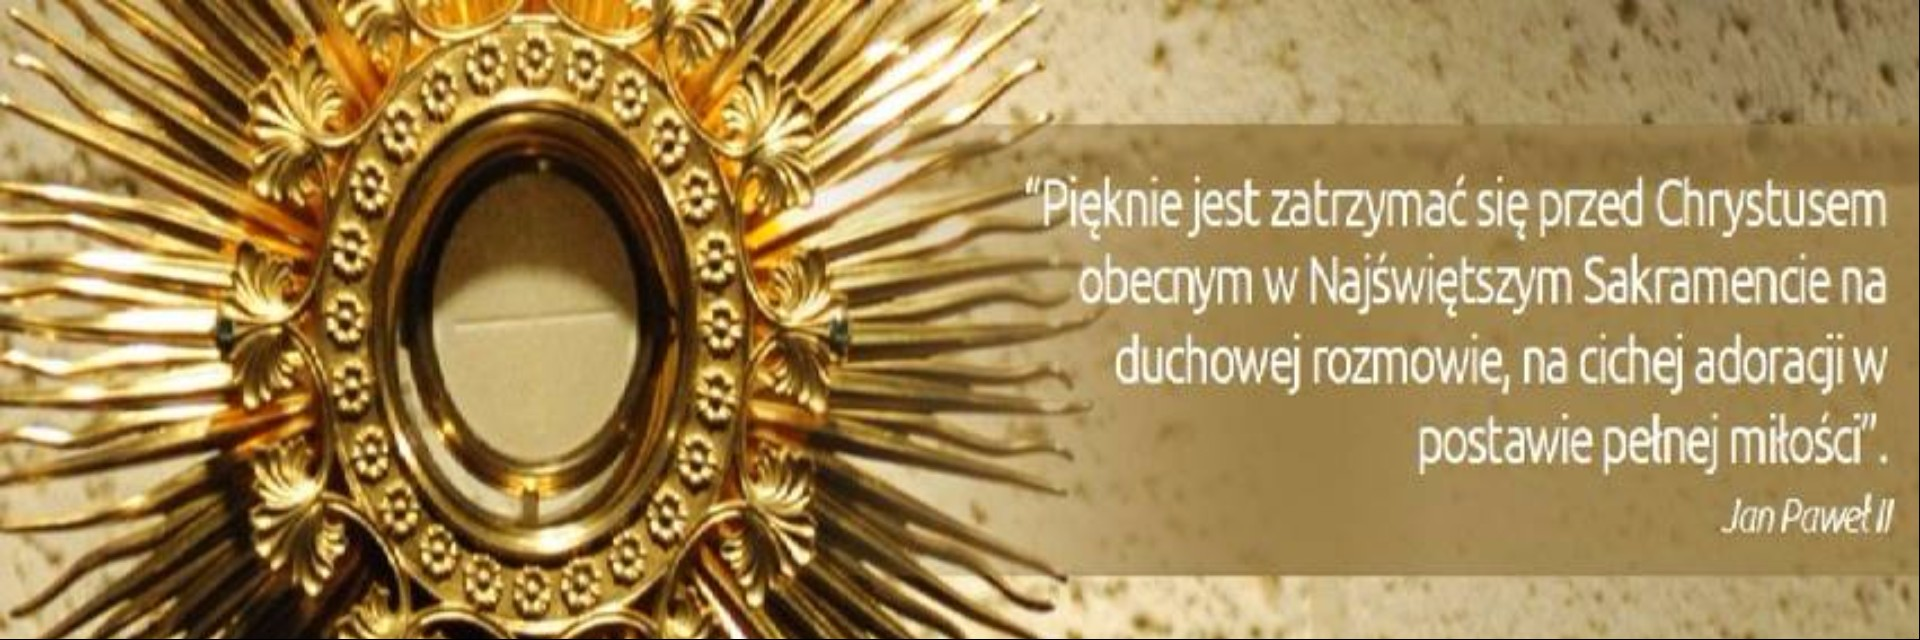 “Pięknie jest zatrzymać się przed Chrystusem
obecnym w Najświętszym Sakramencie na
duchowej rozmowie, na cichej adoracji w
postawie pełnej miłości”.
Jan Paweł II